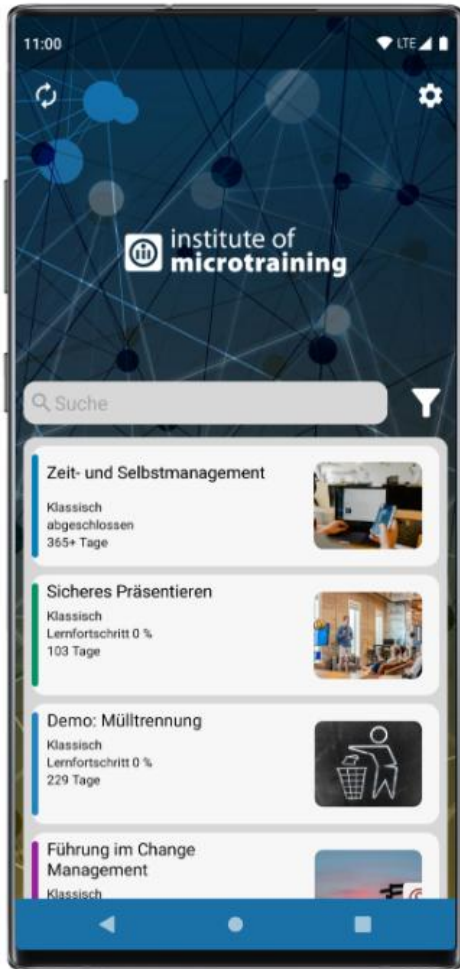 11:00
LTE
institute of
microtraining
Suche
Zeit- und Selbstmanagement
Klassisch
abgeschlossen
365+ Tage
Sicheres Präsentieren
Klassisch
Lernfortschritt 0 %
103 Tage
Demo: Mülltrennung
Klassisch
Lernfortschritt 0 %
229 Tage
Führung im Change
Management
Klassisch